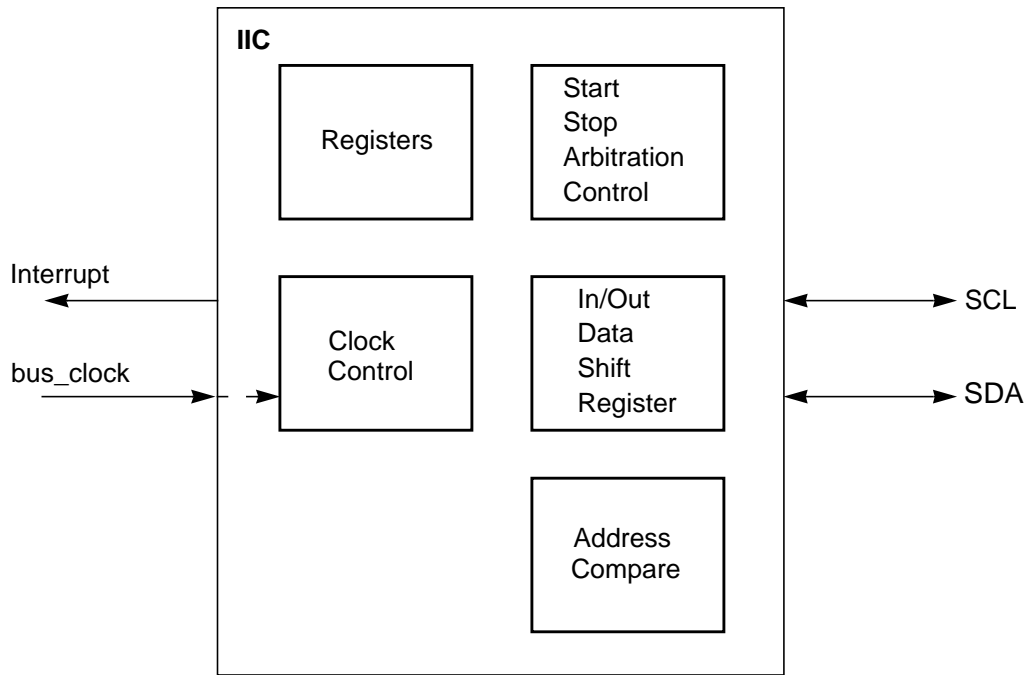 IIC
Registers
Start
Stop
Arbitration
Control
Interrupt
bus_clock
Clock
Control
In/Out
Data
Shift
Register
SCL
SDA
Address
Compare